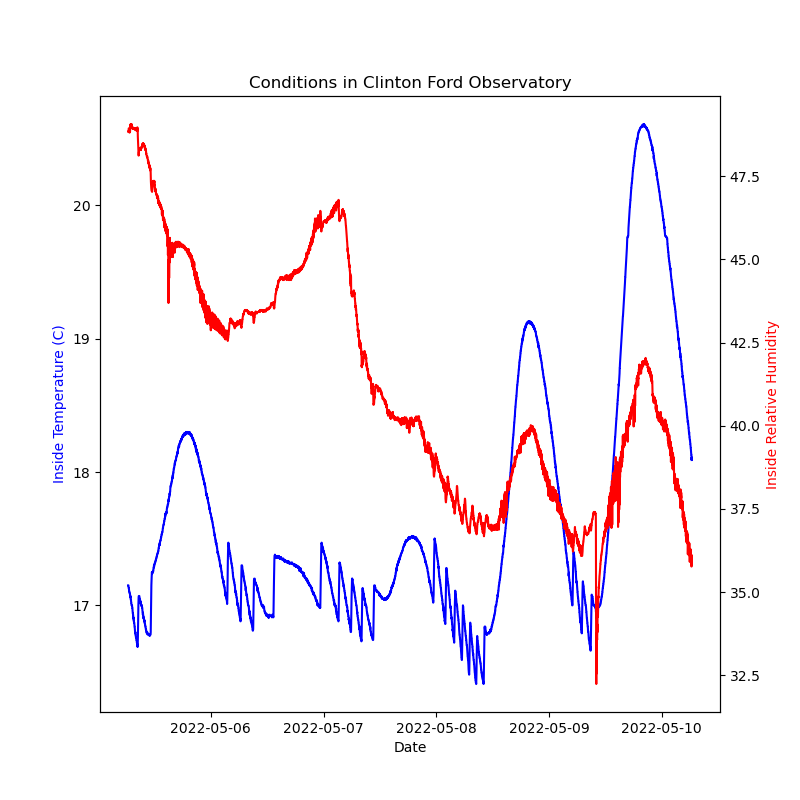 Conditions in Clinton Ford Observatory
20
19
18
17
Inside Temperature (C)
47.5
45.0
42.5
40.0
37.5
35.0
32.5
Inside Relative Humidity
2022-05-06 2022-05-07 2022-05-08 2022-05-09 2022-05-10
Date